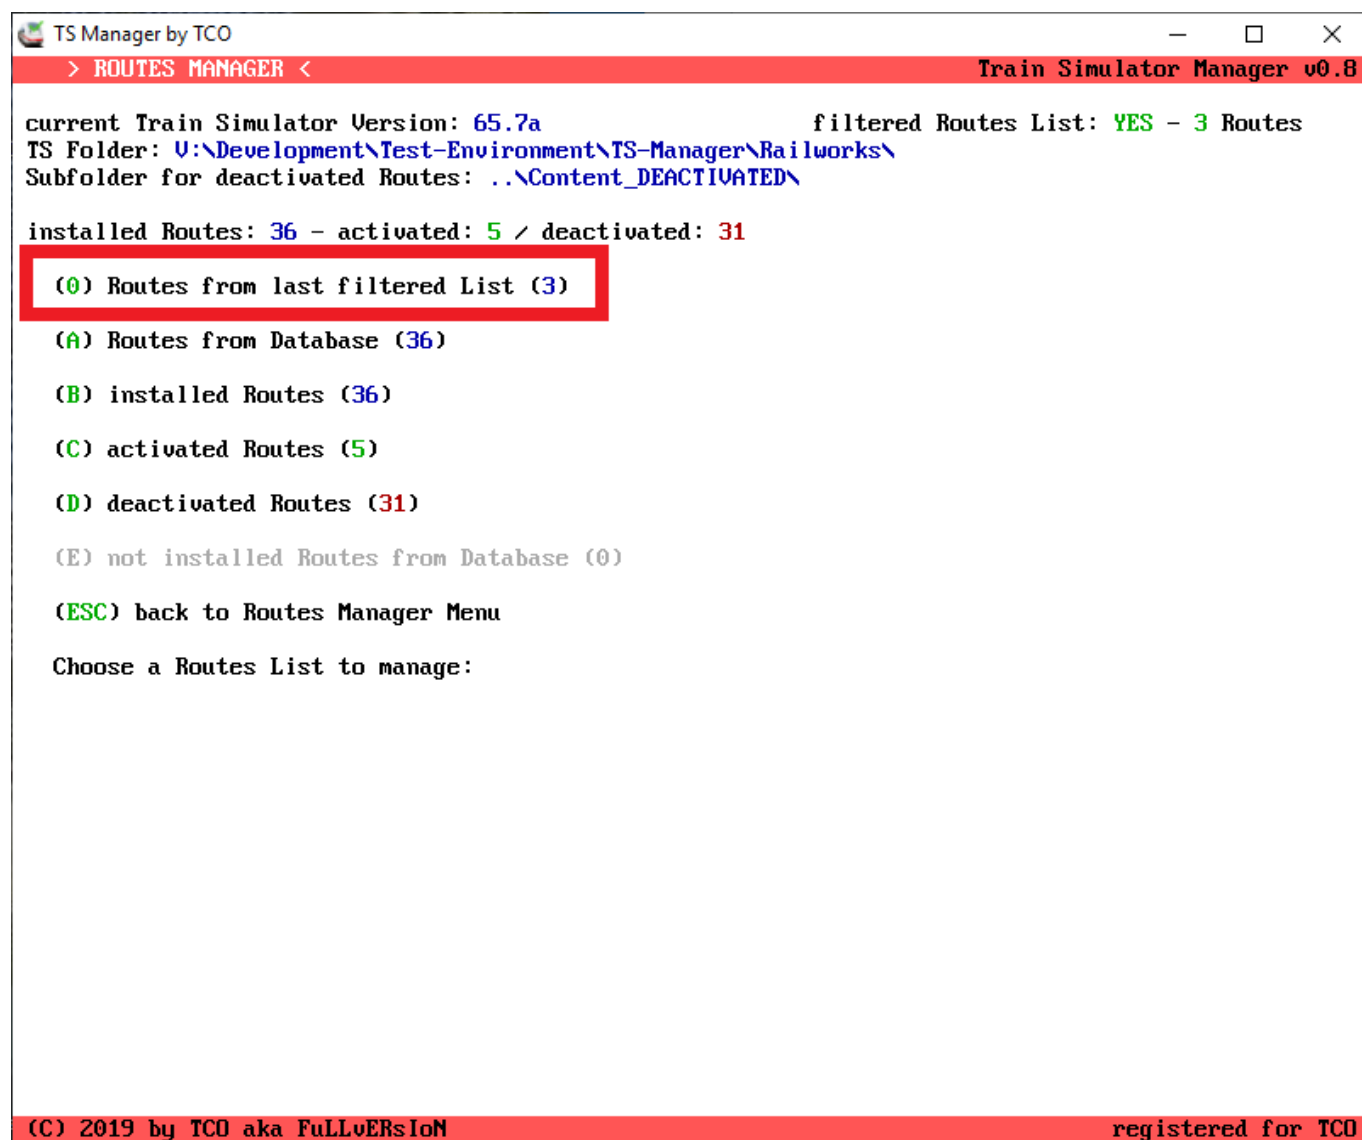 TS Manager by TCO
> ROUTES MANAGER < Train Simulator Manager v0.8
current Train Simulator Version: 65.7a filtered Routes List: YES - 3 Routes
TS Folder: V:\Development\Test-Environment\TS-Manager\Railworks\
Subfolder for deactivated Routes: ..\Content_DEACTIVATED\
installed Routes: 36 - activated: 5 / deactivated: 31
(0) Routes from last filtered List (3)
(A) Routes from Database (36)
(B) installed Routes (36)
(C) activated Routes (5)
(D) deactivated Routes (31)
(E) not installed Routes from Database (0)
(ESC) back to Routes Manager Menu
Choose a Routes List to manage:
(C) 2019 by TCO aka FuLLvERsIoN registered for TCO